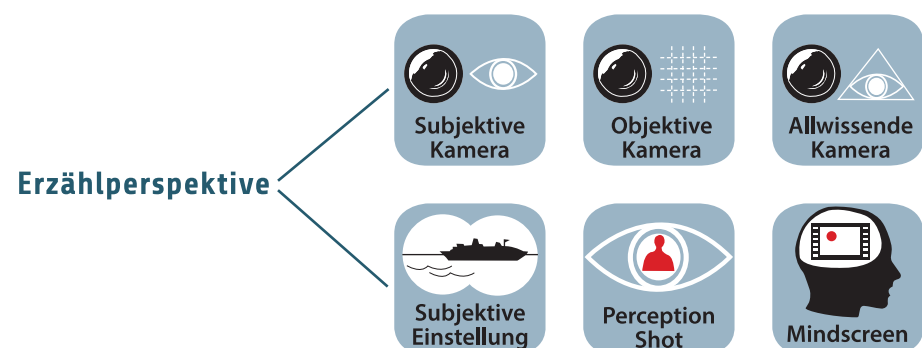 Erzählperspektive
Subjektive
Kamera
Objektive
Kamera
Allwissende
Kamera
Subjektive
Einstellung
Perception
Shot
Mindscreen